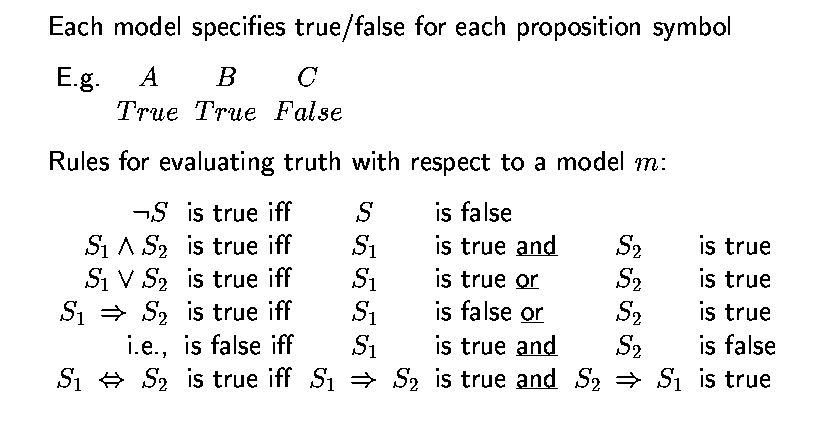 Each model specifies true/false for each proposition symbol
E.g. A B C
True True False
Rules for evaluating truth with respect to a model m:
¬S is true iff S is false
S₁ ∧ S₂ is true iff S₁ is true and S₂ is true
S₁ ∨ S₂ is true iff S₁ is true or S₂ is true
S₁ ⇒ S₂ is true iff S₁ is false or S₂ is true
i.e., is false iff S₁ is true and S₂ is false
S₁ ⇔ S₂ is true iff S₁ ⇒ S₂ is true and S₂ ⇒ S₁ is true